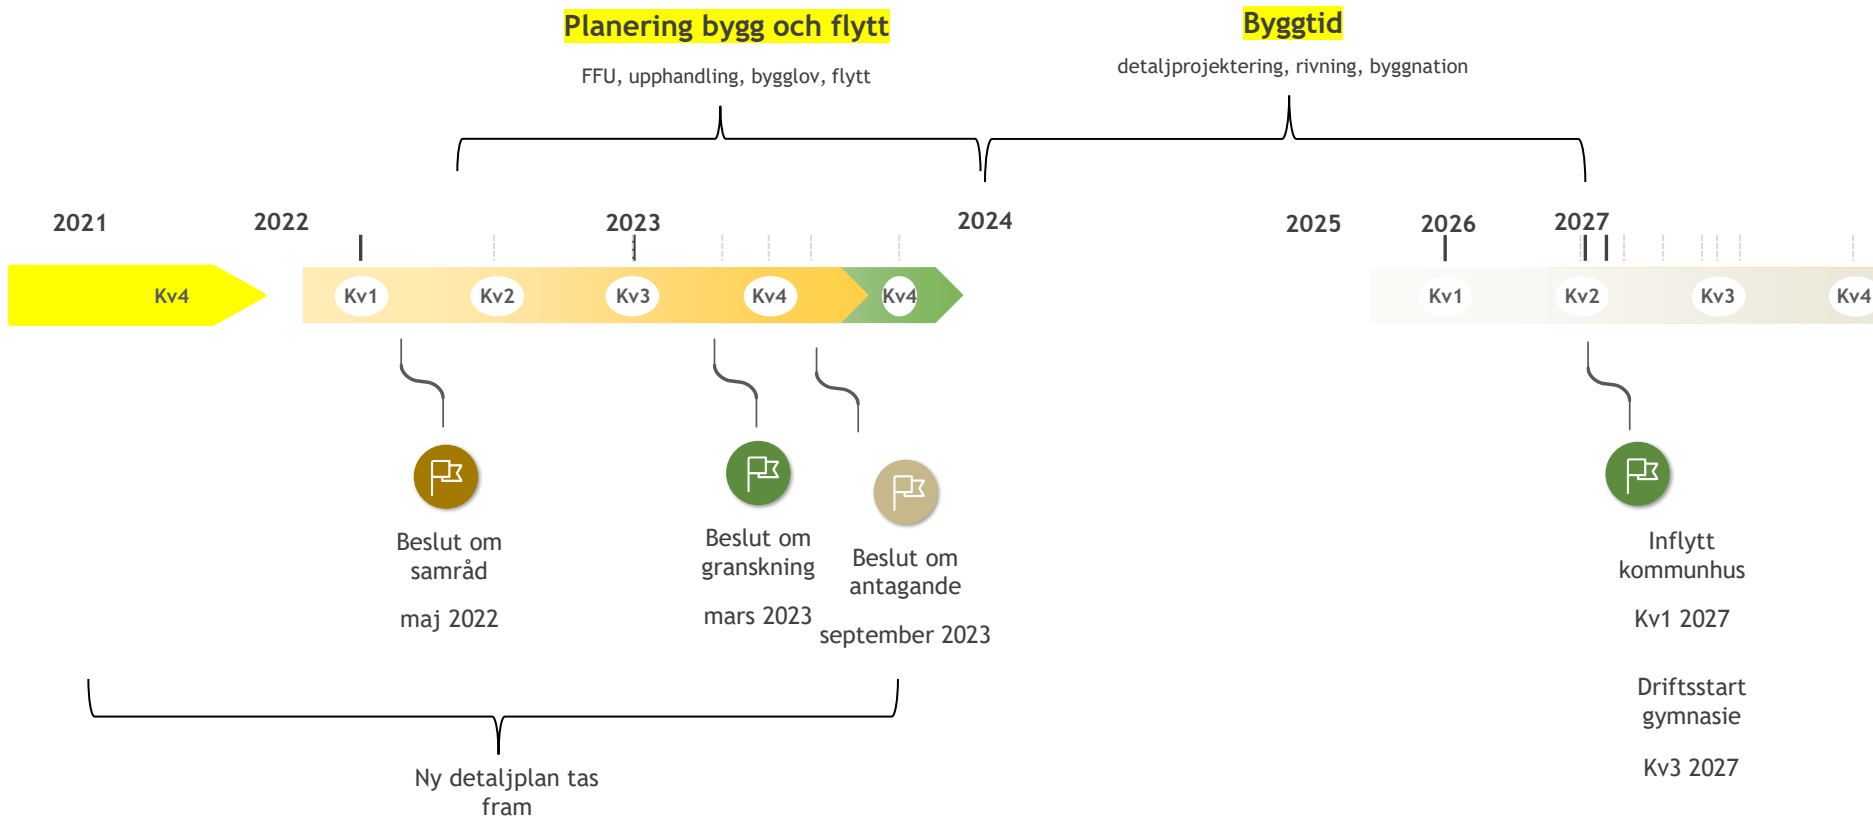 Planering bygg och flytt
FFU, upphandling, bygglov, flytt
Byggtid
detaljprojektering, rivning, byggnation
2021
2022
2023
2024
2025
2026
2027
Kv4
Kv1
Kv2
Kv3
Kv4
Kv4
Kv1
Kv2
Kv3
Kv4
Beslut om
samråd
maj 2022
Beslut om
granskning
mars 2023
Beslut om
antagande
september 2023
Inflytt
kommunhus
Kv1 2027
Driftsstart
gymnasie
Kv3 2027
Ny detaljplan tas
fram